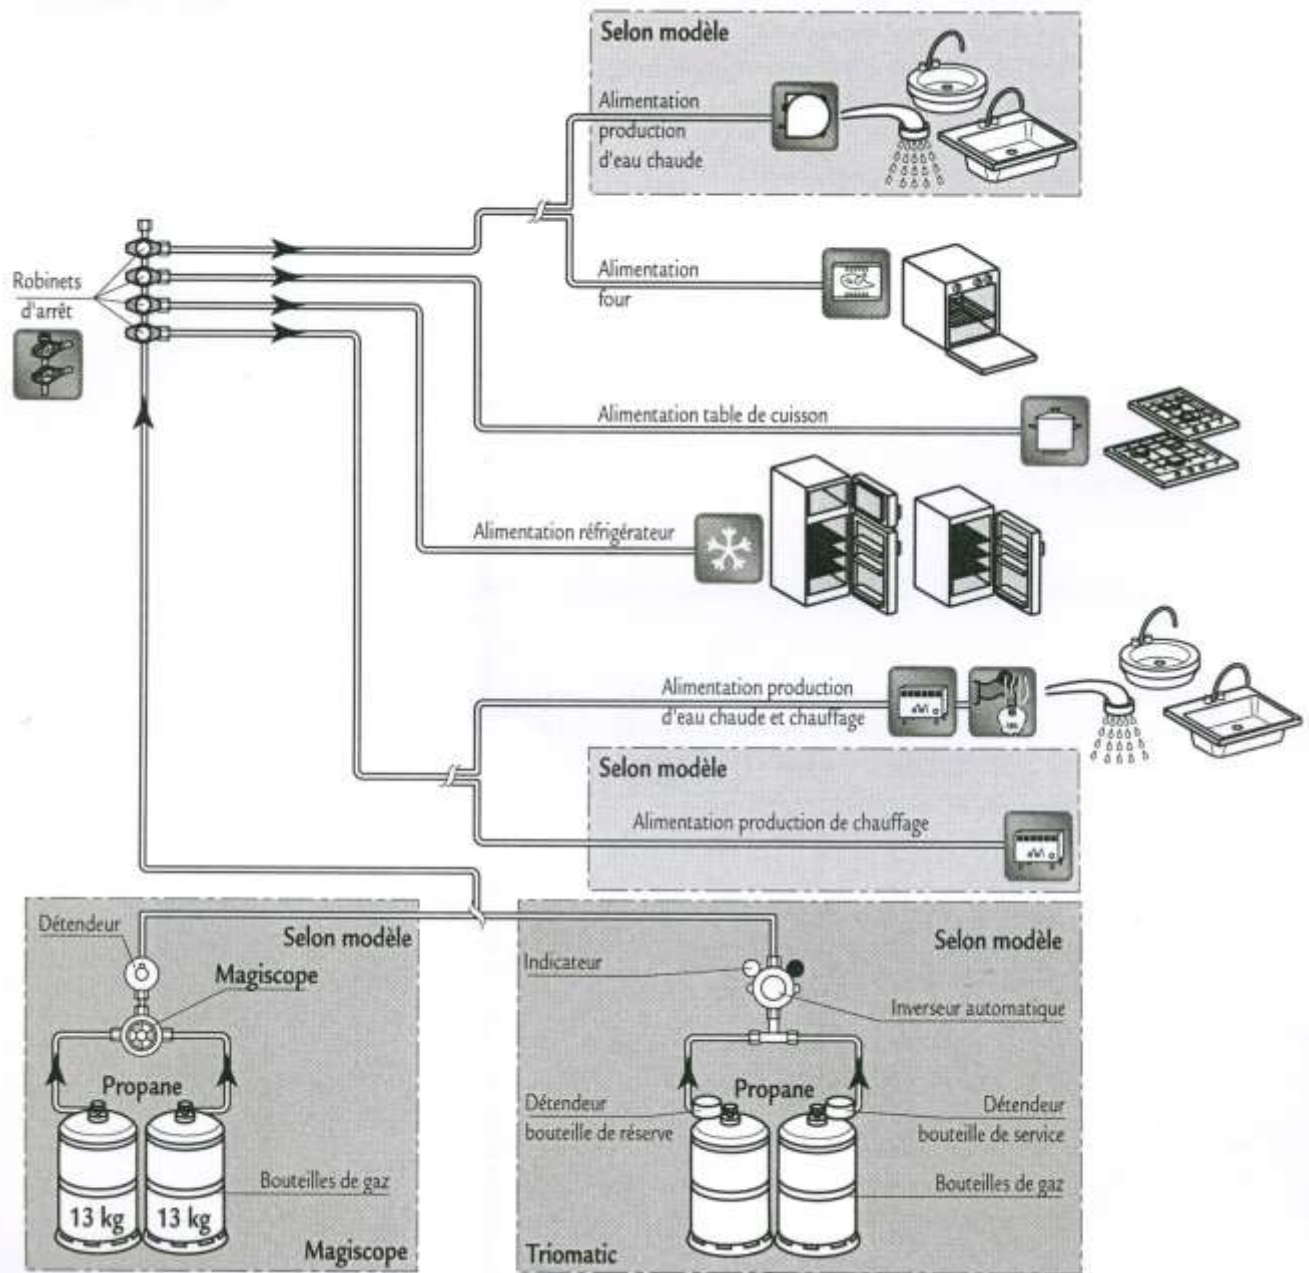 Selon modèle
Alimentation
production
d'eau chaude
Robinets
d'arrêt
Alimentation
four
Alimentation table de cuisson
Alimentation réfrigérateur
Alimentation production
d'eau chaude et chauffage
Selon modèle
Alimentation production de chauffage
Détendeur
Selon modèle
Magiscope
Propane
Bouteilles de gaz
13 kg
13 kg
Magiscope
Selon modèle
Indicateur
Inverseur automatique
Propane
Détendeur
bouteille de réserve
Détendeur
bouteille de service
Bouteilles de gaz
Triomatic